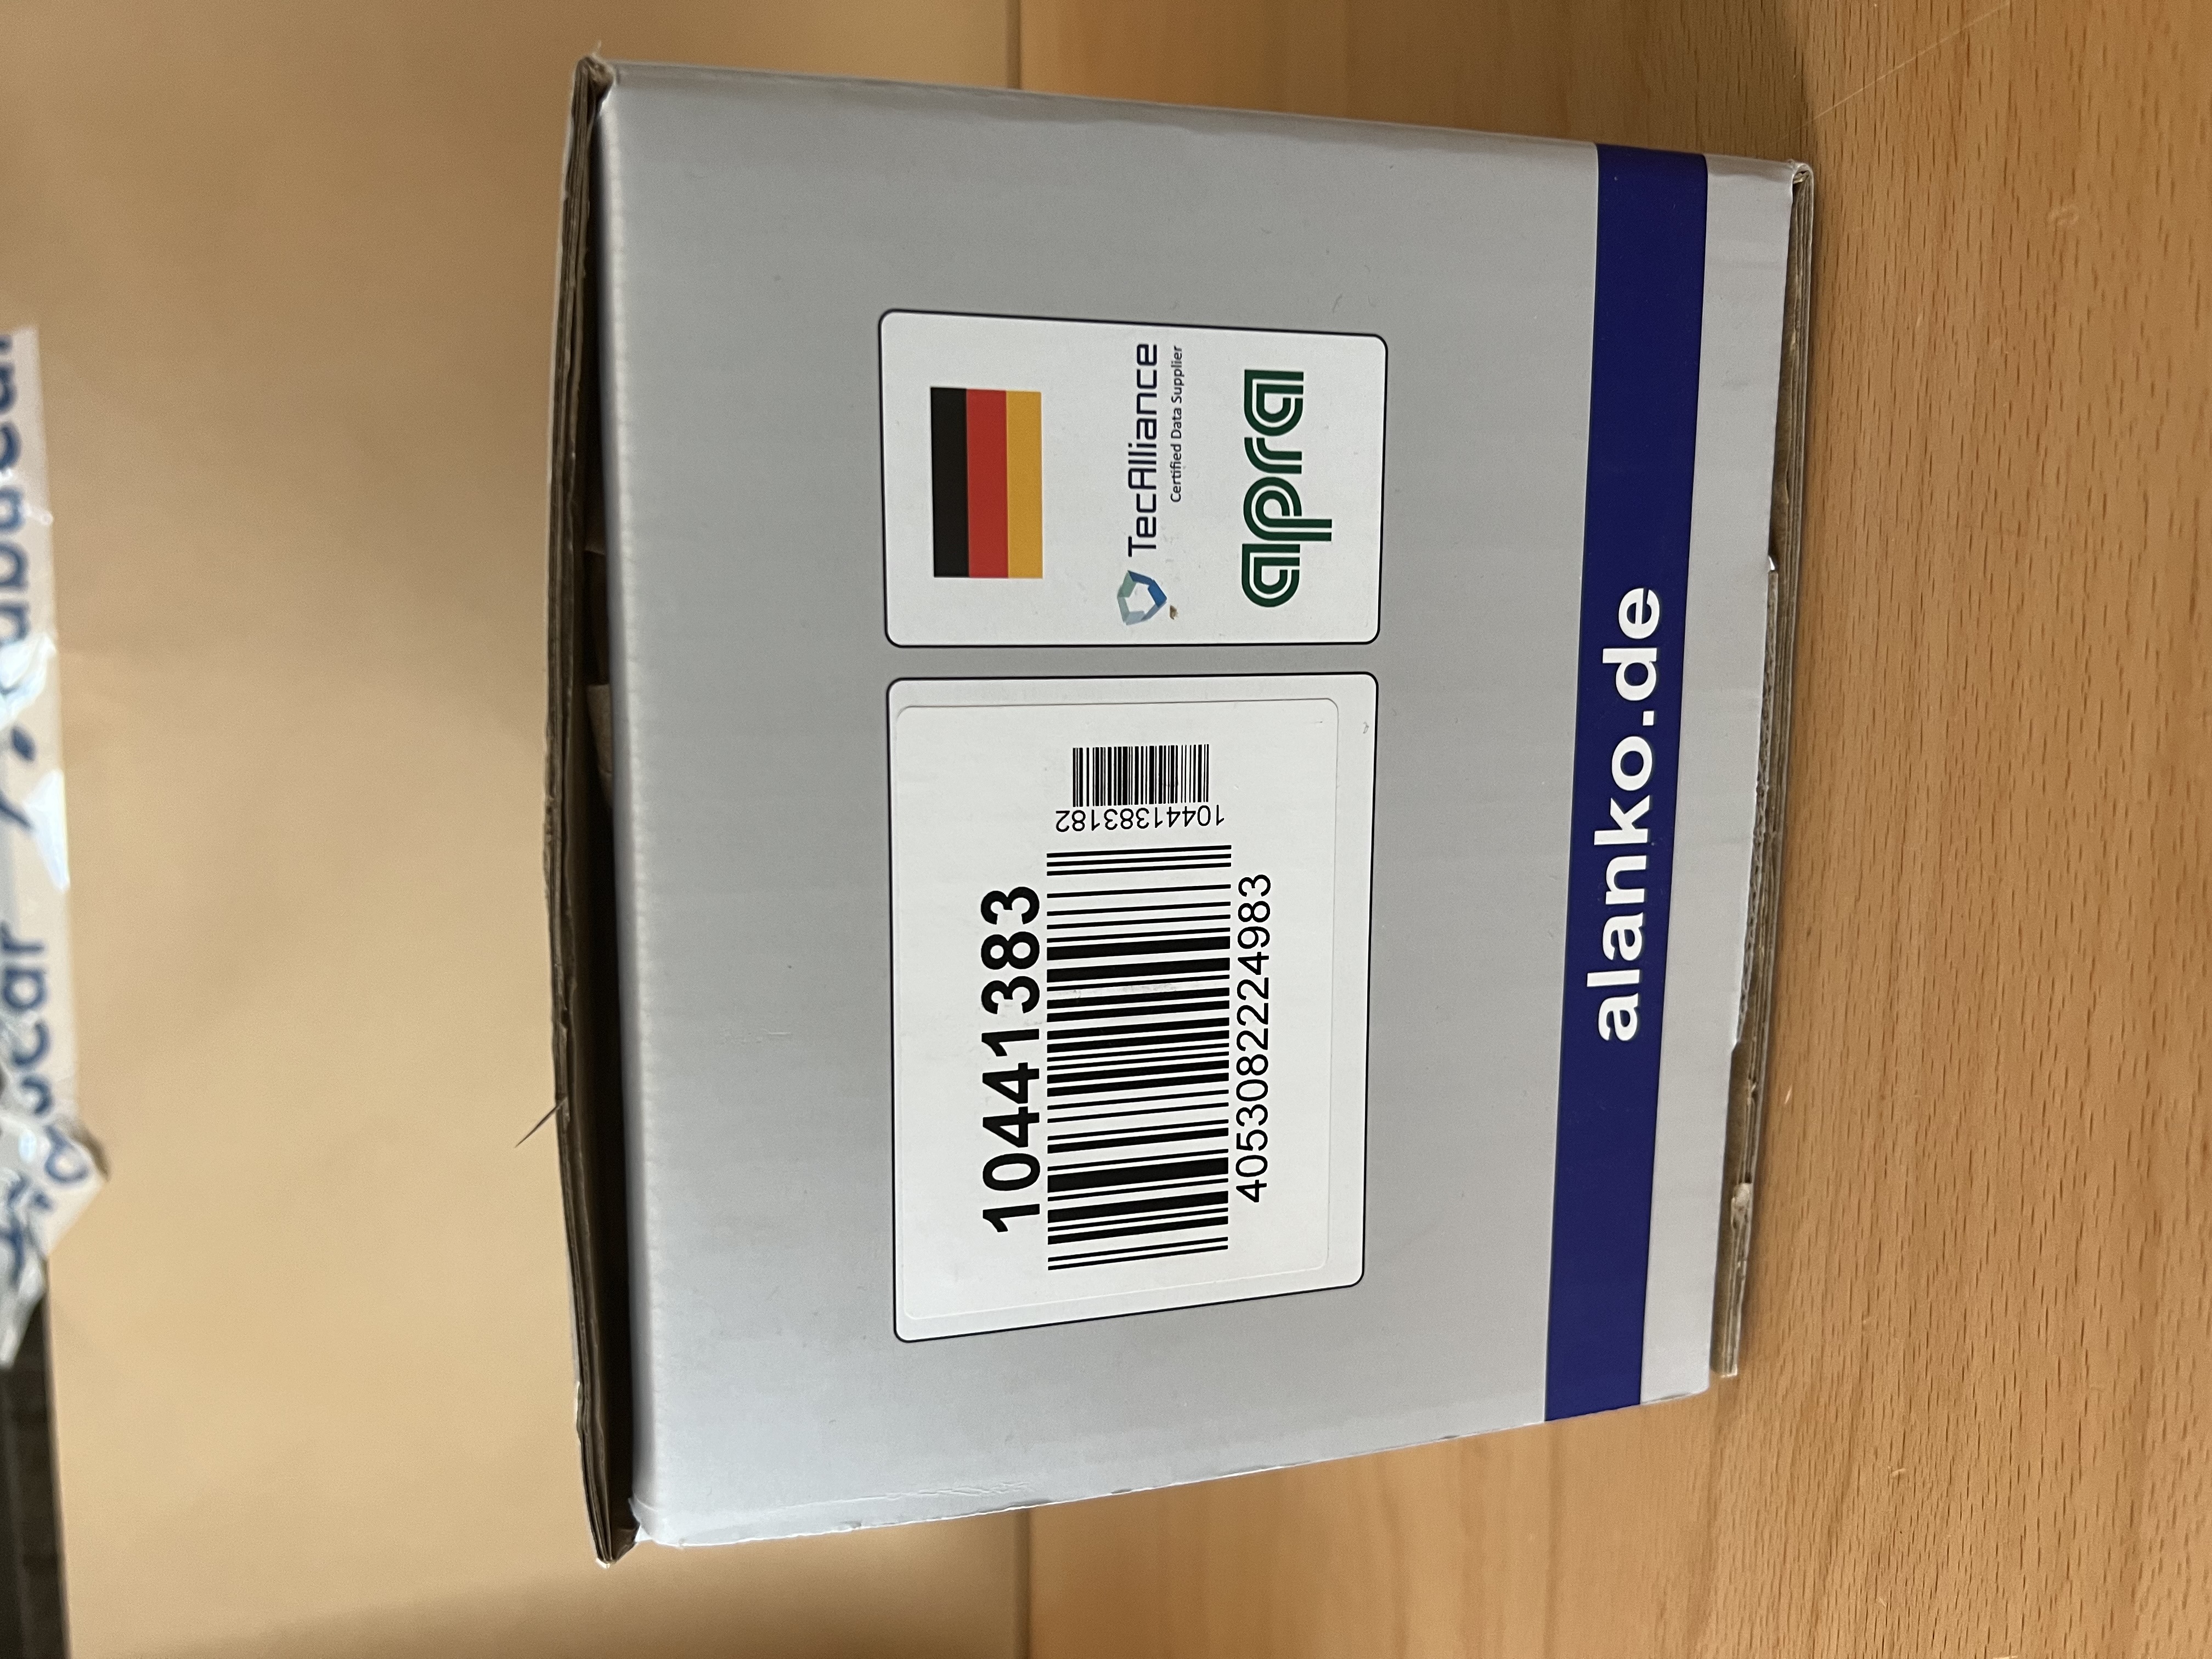 10441383
4053082224983
10441383182
TecAlliance
Certified Data Supplier
apra
alanko.de